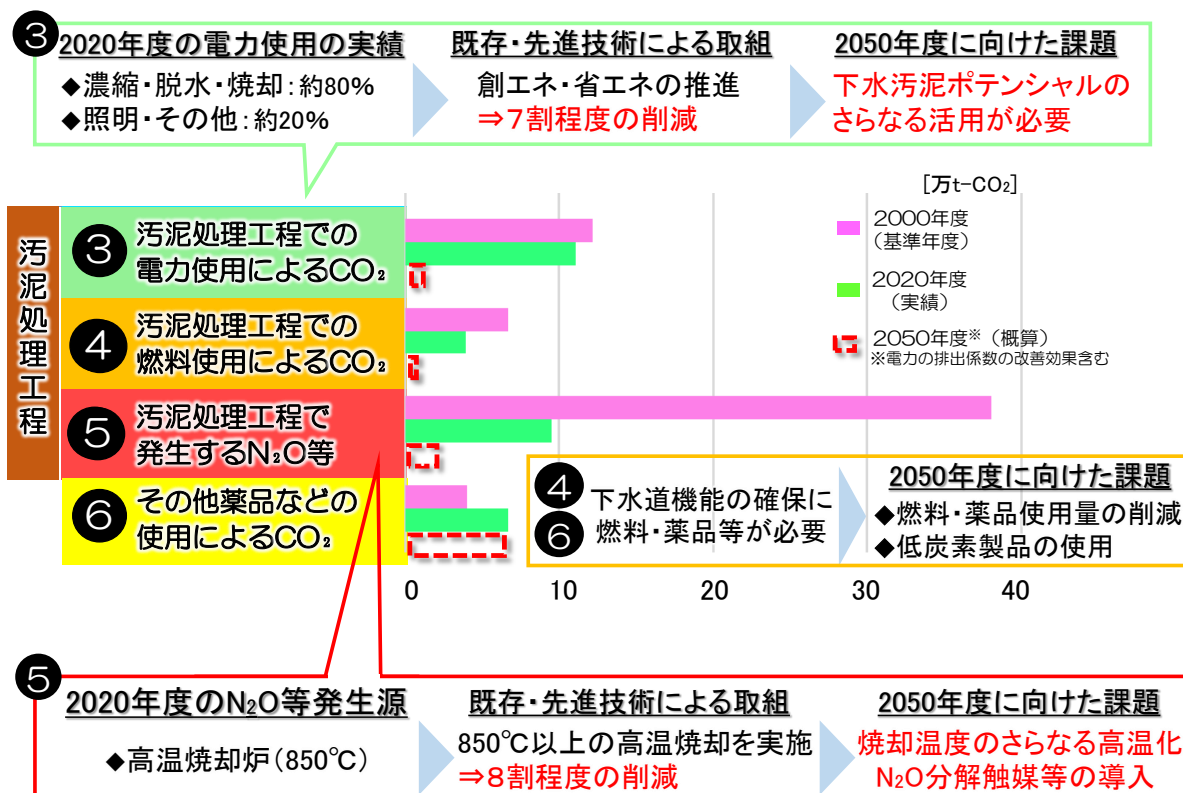 3
2020年度の電力使用の実績
◆濃縮・脱水・焼却：約80%
◆照明・その他：約20%
既存・先進技術による取組
創エネ・省エネの推進
⇒7割程度の削減
2050年度に向けた課題
下水汚泥ポテンシャルの
さらなる活用が必要
[万t-CO₂]
2000年度
（基準年度）
2020年度
（実績）
2050年度※（概算）
※電力の排出係数の改善効果含む
汚泥処理工程
3
汚泥処理工程での
電力使用によるCO₂
4
汚泥処理工程での
燃料使用によるCO₂
5
汚泥処理工程で
発生するN₂O等
6
その他薬品などの
使用によるCO₂
4
6
下水道機能の確保に
燃料・薬品等が必要
2050年度に向けた課題
◆燃料・薬品使用量の削減
◆低炭素製品の使用
0 10 20 30 40
5
2020年度のN₂O等発生源
◆高温焼却炉（850℃）
既存・先進技術による取組
850℃以上の高温焼却を実施
⇒8割程度の削減
2050年度に向けた課題
焼却温度のさらなる高温化
N₂O分解触媒等の導入